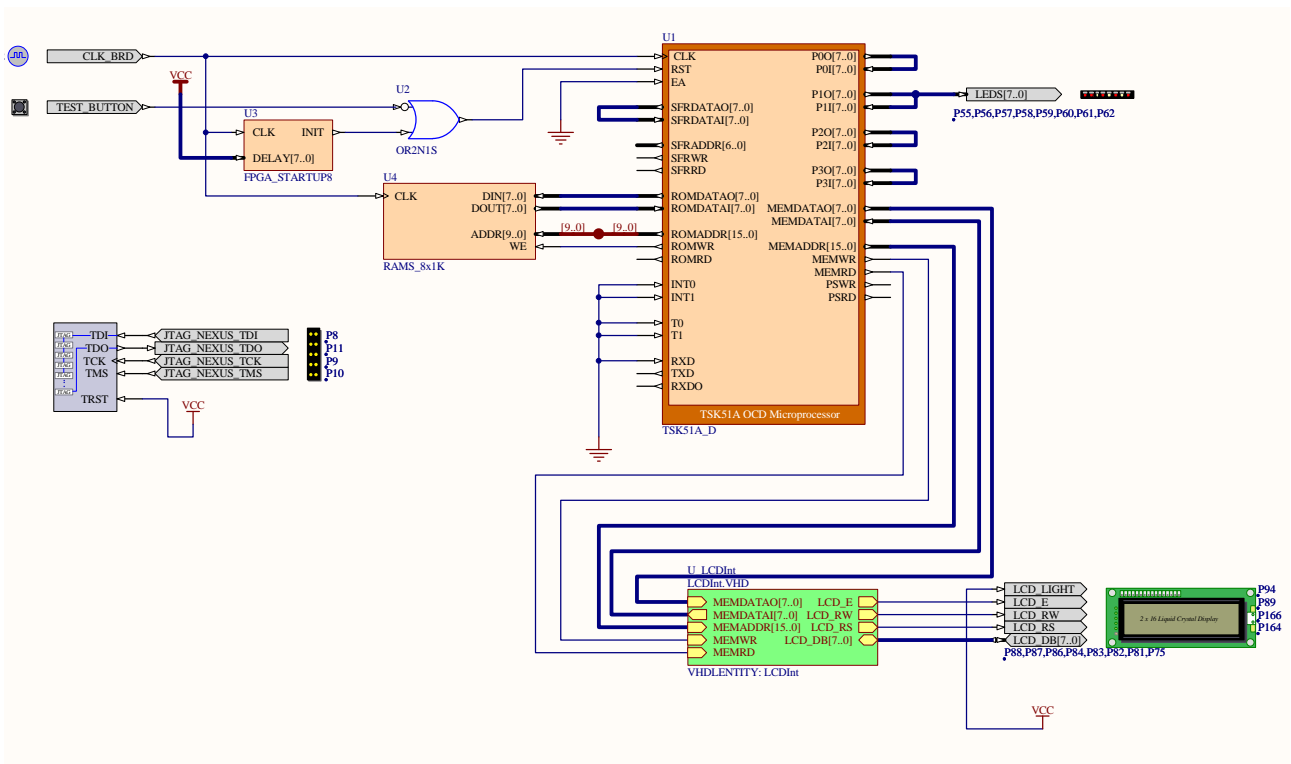 CLK_BRD
TEST_BUTTON
VCC
U3
CLK
INIT
DELAY[7..0]
FPGA_STARTUP8
U2
OR2N1S
U4
CLK
DIN[7..0]
DOUT[7..0]
ADDR[9..0]
WE
RAMS_8x1K
[9..0]
[9..0]
U1
CLK
RST
EA
SFRDATAO[7..0]
SFRDATAI[7..0]
SFRADDR[6..0]
SFRWR
SFRRD
ROMDATAO[7..0]
ROMDATAI[7..0]
ROMADDR[15..0]
ROMWR
ROMRD
INT0
INT1
T0
T1
RXD
TXD
RXDO
P0O[7..0]
P0I[7..0]
P1O[7..0]
P1I[7..0]
P2O[7..0]
P2I[7..0]
P3O[7..0]
P3I[7..0]
MEMDATAO[7..0]
MEMDATAI[7..0]
MEMADDR[15..0]
MEMWR
MEMRD
PSWR
PSRD
TSK51A OCD Microprocessor
TSK51A_D
LEDS[7..0]
P55,P56,P57,P58,P59,P60,P61,P62
JTAG
JTAG
JTAG
JTAG
JTAG
JTAG
TDI
TDO
TCK
TMS
TRST
JTAG_NEXUS_TDI
JTAG_NEXUS_TDO
JTAG_NEXUS_TCK
JTAG_NEXUS_TMS
P8
P11
P9
P10
VCC
U_LCDInt
LCDInt.VHD
MEMDATAO[7..0]
MEMDATAI[7..0]
MEMADDR[15..0]
MEMWR
MEMRD
LCD_E
LCD_RW
LCD_RS
LCD_DB[7..0]
VHDLENTITY: LCDInt
LCD_LIGHT
LCD_E
LCD_RW
LCD_RS
LCD_DB[7..0]
P88,P87,P86,P84,P83,P82,P81,P75
2 x 16 Liquid Crystal Display
P94
P89
P166
P164
VCC